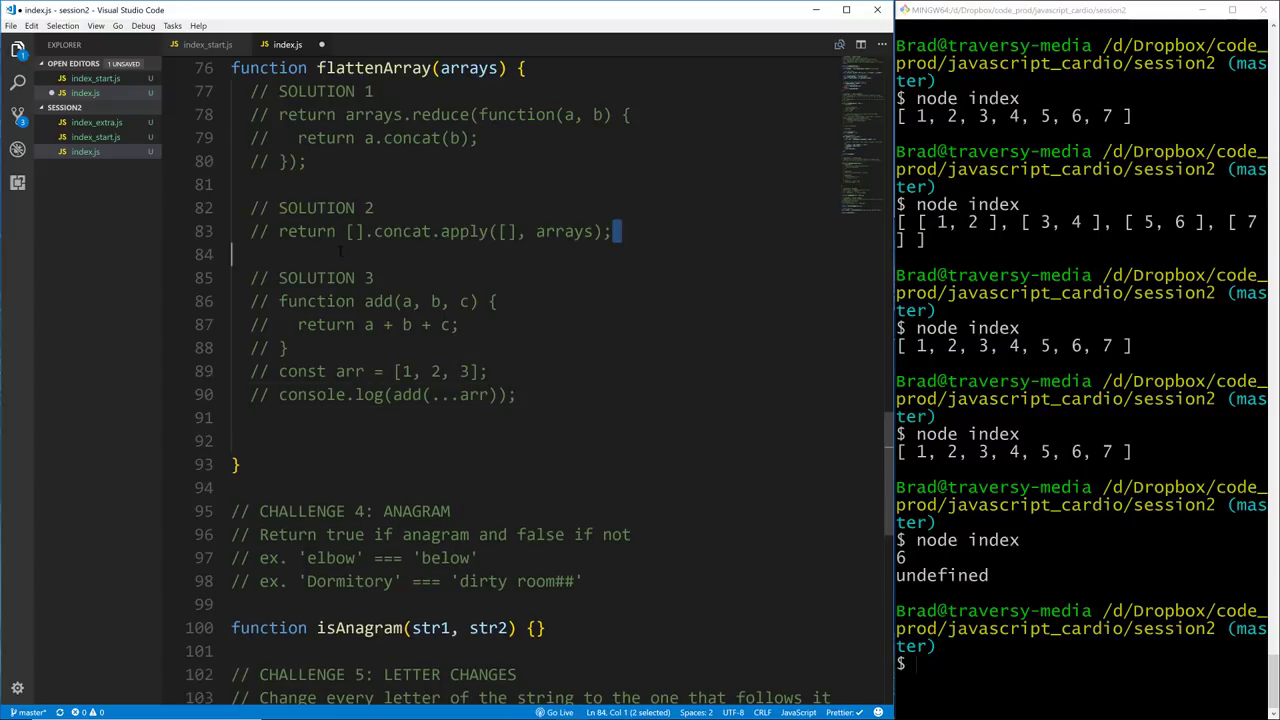 index.js - session2 - Visual Studio Code
File Edit Selection View Go Debug Tasks Help
EXPLORER
OPEN EDITORS 1 UNSAVED
index_start.js U
index.js U
SESSION2
index_extra.js U
index_start.js U
index.js U
index_start.js
index.js
76 function flattenArray(arrays) {
77 // SOLUTION 1
78 // return arrays.reduce(function(a, b) {
79 //   return a.concat(b);
80 // });
81
82 // SOLUTION 2
83 // return [].concat.apply([], arrays);
84
85 // SOLUTION 3
86 // function add(a, b, c) {
87 //   return a + b + c;
88 // }
89 // const arr = [1, 2, 3];
90 // console.log(add(...arr));
91
92
93 }
94
95 // CHALLENGE 4: ANAGRAM
96 // Return true if anagram and false if not
97 // ex. 'elbow' === 'below'
98 // ex. 'Dormitory' === 'dirty room##'
99
100 function isAnagram(str1, str2) {}
101
102 // CHALLENGE 5: LETTER CHANGES
103 // Change every letter of the string to the one that follows it
master* 0 0 Go Live Ln 84, Col 1 (2 selected) Spaces: 2 UTF-8 CRLF JavaScript Prettier: ✓
MINGW64:/d/Dropbox/code_prod/javascript_cardio/session2
Brad@traversy-media /d/Dropbox/code_
prod/javascript_cardio/session2 (mas
ter)
$ node index
[ 1, 2, 3, 4, 5, 6, 7 ]
Brad@traversy-media /d/Dropbox/code_
prod/javascript_cardio/session2 (mas
ter)
$ node index
[ [ 1, 2 ], [ 3, 4 ], [ 5, 6 ], [ 7
] ]
Brad@traversy-media /d/Dropbox/code_
prod/javascript_cardio/session2 (mas
ter)
$ node index
[ 1, 2, 3, 4, 5, 6, 7 ]
Brad@traversy-media /d/Dropbox/code_
prod/javascript_cardio/session2 (mas
ter)
$ node index
[ 1, 2, 3, 4, 5, 6, 7 ]
Brad@traversy-media /d/Dropbox/code_
prod/javascript_cardio/session2 (mas
ter)
$ node index
6
undefined
Brad@traversy-media /d/Dropbox/code_
prod/javascript_cardio/session2 (mas
ter)
$